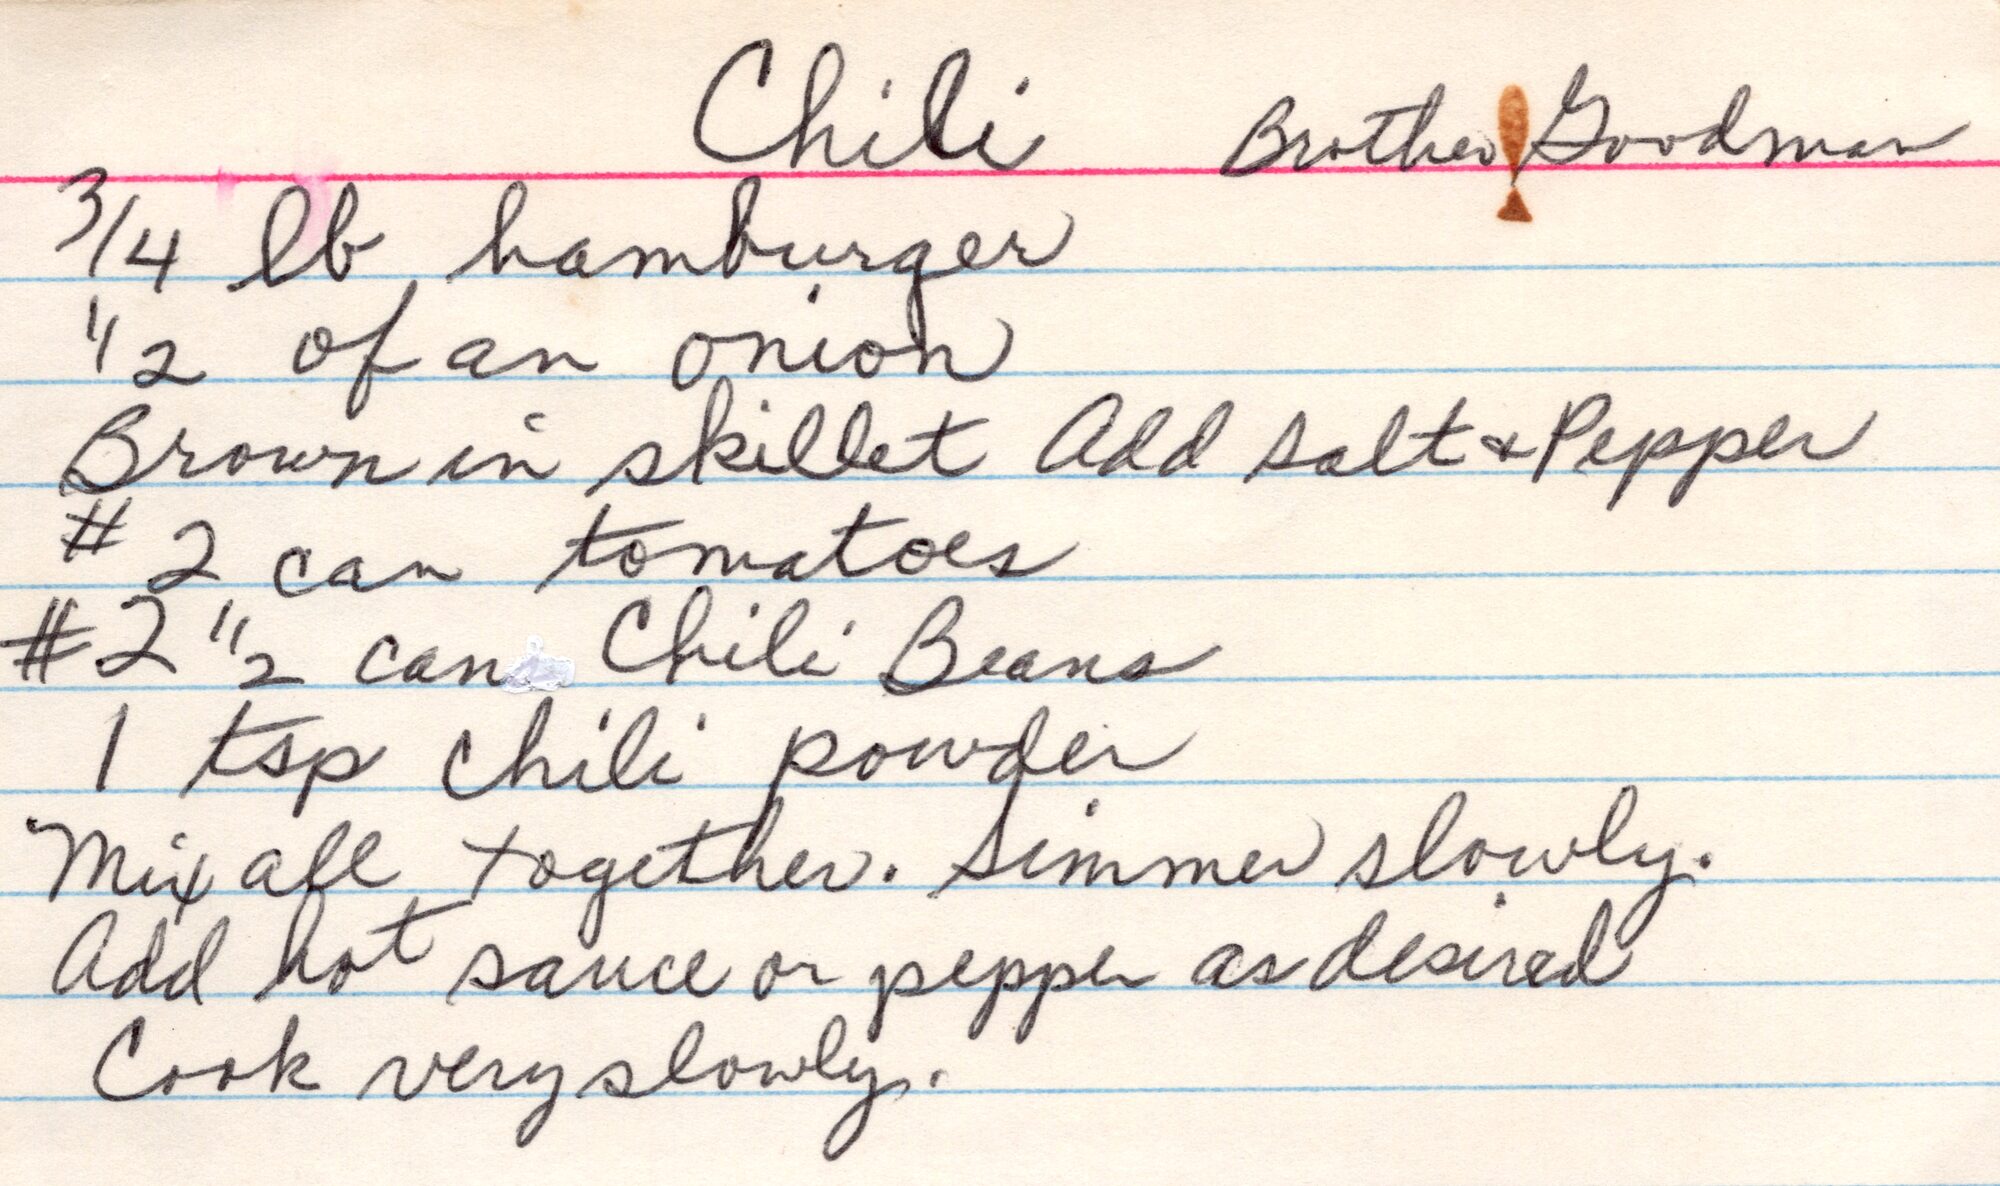 Chili Brother Goodman
3/4 lb hamburger
1/2 of an onion
Brown in skillet Add salt & Pepper
# 2 can tomatoes
#2 1/2 can Chili Beans
1 tsp chili powder
Mix all together. Simmer slowly.
Add hot sauce or pepper as desired
Cook very slowly.